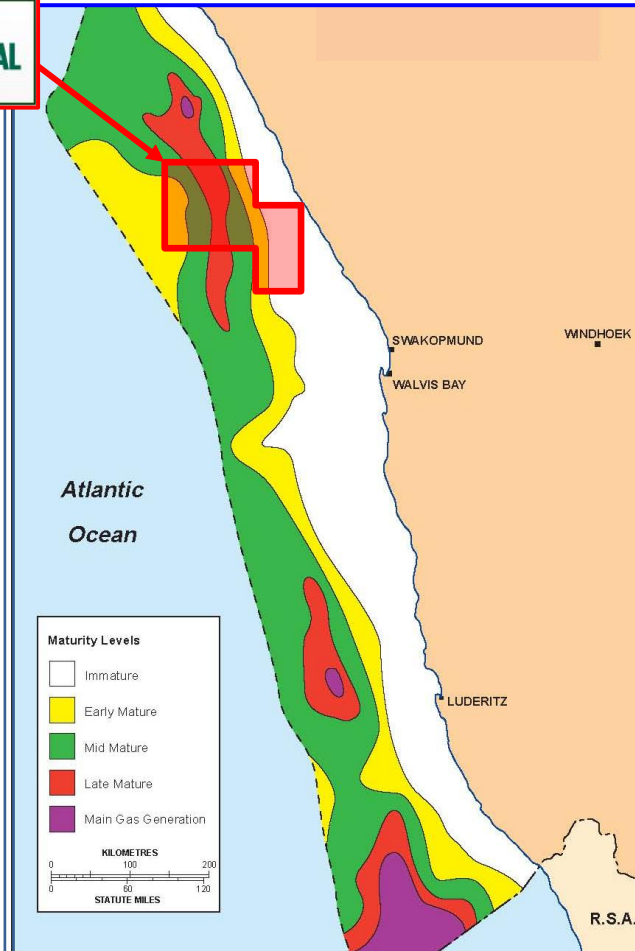 AL
SWAKOPMUND
WINDHOEK
WALVIS BAY
Atlantic
Ocean
LUDERITZ
Maturity Levels
Immature
Early Mature
Mid Mature
Late Mature
Main Gas Generation
KILOMETRES
0 100 200
0 60 120
STATUTE MILES
R.S.A.